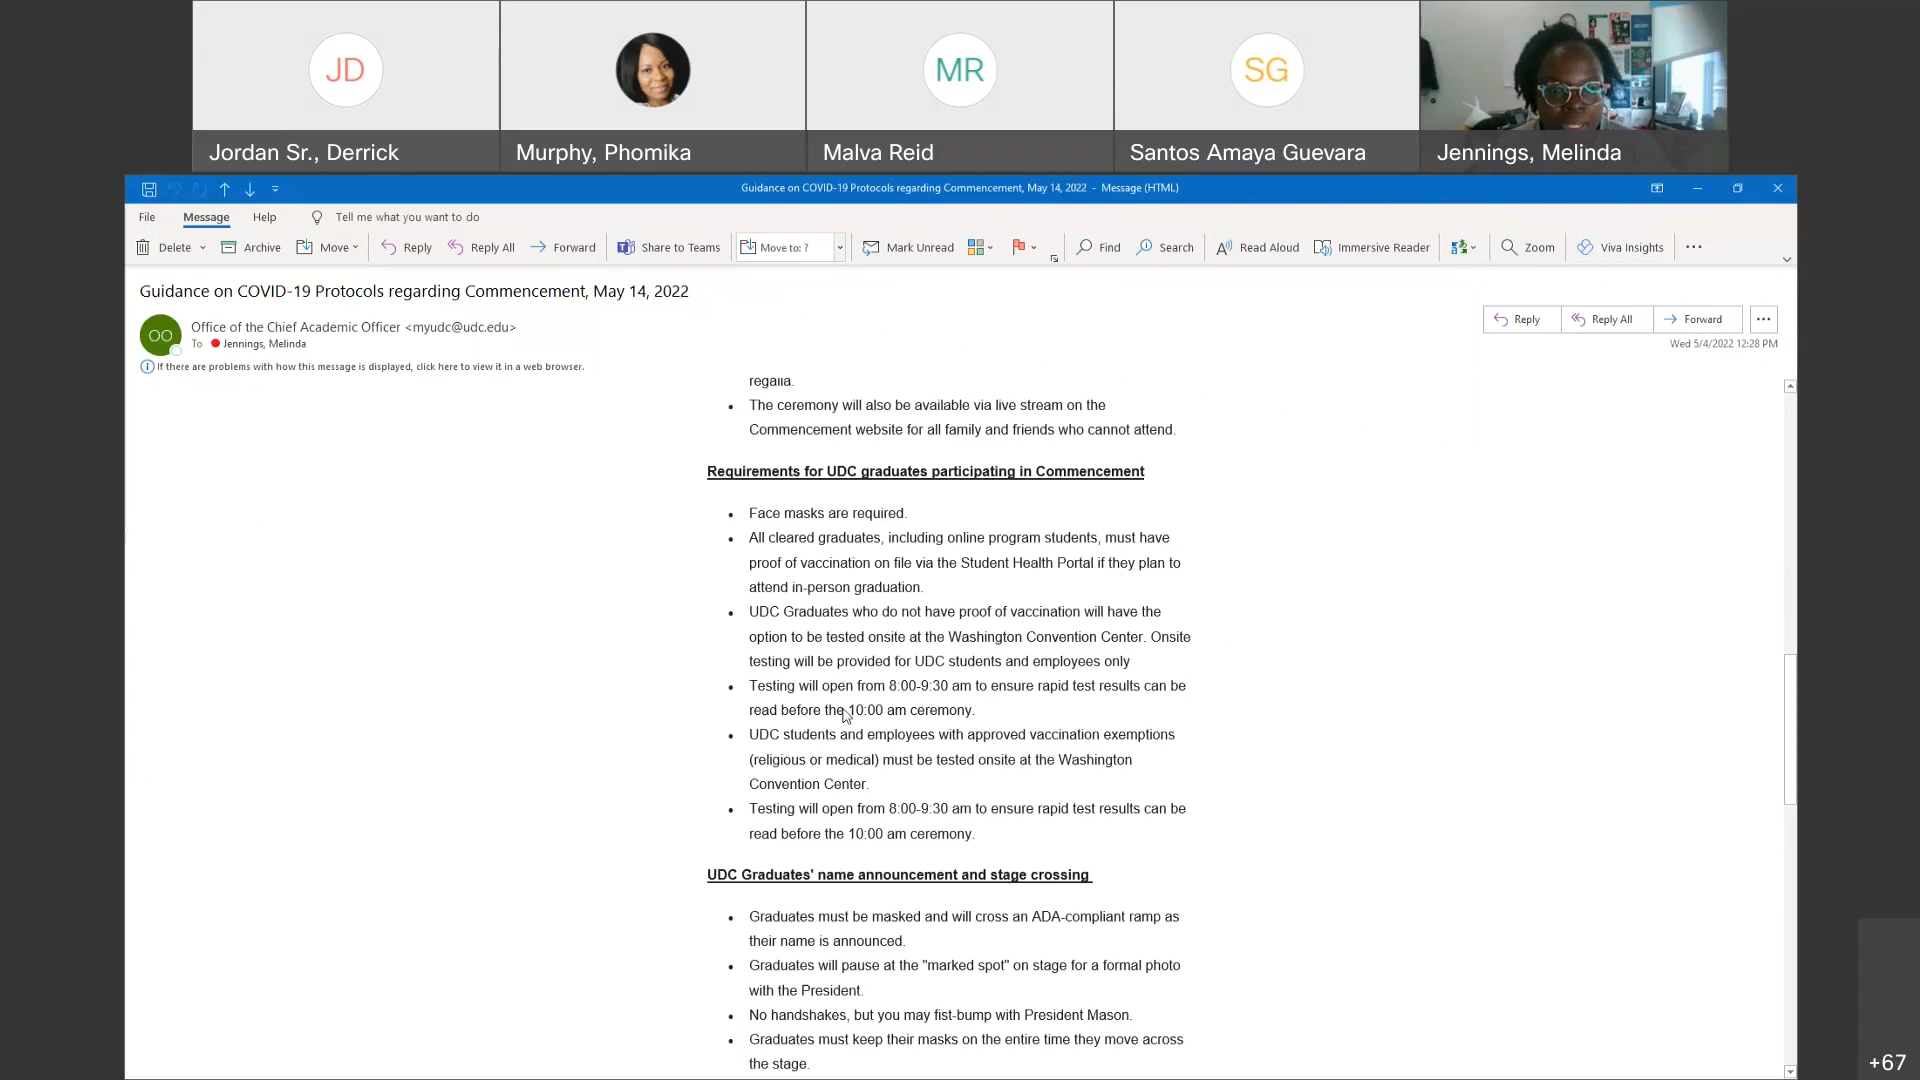 JD
MR
SG
Jordan Sr., Derrick
Murphy, Phomika
Malva Reid
Santos Amaya Guevara
Jennings, Melinda
Guidance on COVID-19 Protocols regarding Commencement, May 14, 2022 - Message (HTML)
File Message Help Tell me what you want to do
Delete Archive Move Reply Reply All Forward Share to Teams Move to: ? Mark Unread Find Search Read Aloud Immersive Reader Zoom Viva Insights
Guidance on COVID-19 Protocols regarding Commencement, May 14, 2022
OO
Office of the Chief Academic Officer <myudc@udc.edu>
To Jennings, Melinda
Reply Reply All Forward
Wed 5/4/2022 12:28 PM
If there are problems with how this message is displayed, click here to view it in a web browser.
regalia.
• The ceremony will also be available via live stream on the
Commencement website for all family and friends who cannot attend.
Requirements for UDC graduates participating in Commencement
• Face masks are required.
• All cleared graduates, including online program students, must have
proof of vaccination on file via the Student Health Portal if they plan to
attend in-person graduation.
• UDC Graduates who do not have proof of vaccination will have the
option to be tested onsite at the Washington Convention Center. Onsite
testing will be provided for UDC students and employees only
• Testing will open from 8:00-9:30 am to ensure rapid test results can be
read before the 10:00 am ceremony.
• UDC students and employees with approved vaccination exemptions
(religious or medical) must be tested onsite at the Washington
Convention Center.
• Testing will open from 8:00-9:30 am to ensure rapid test results can be
read before the 10:00 am ceremony.
UDC Graduates' name announcement and stage crossing
• Graduates must be masked and will cross an ADA-compliant ramp as
their name is announced.
• Graduates will pause at the "marked spot" on stage for a formal photo
with the President.
• No handshakes, but you may fist-bump with President Mason.
• Graduates must keep their masks on the entire time they move across
the stage.
+67